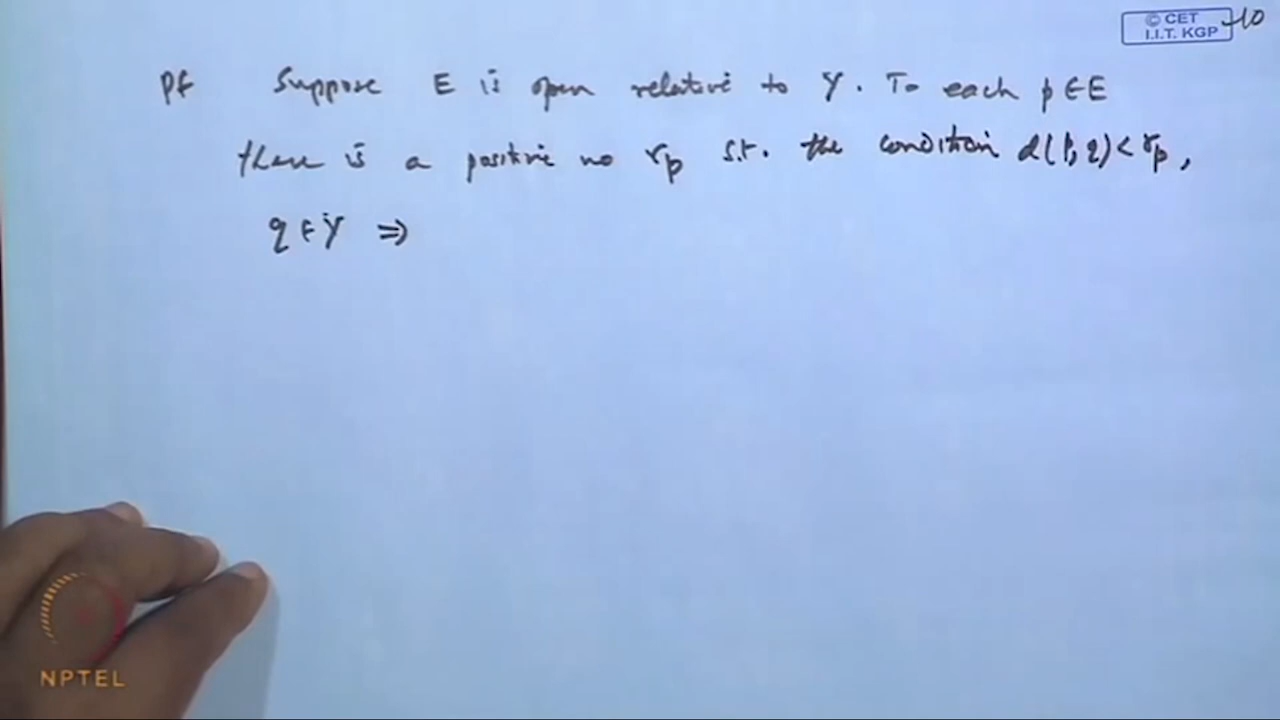 © CET
I.I.T. KGP
-10
Pf Suppose E is open relative to Y. To each p ∈ E
there is a positive no r_p s.t. the condition d(p,q) < r_p,
q ∈ Y ⇒
NPTEL